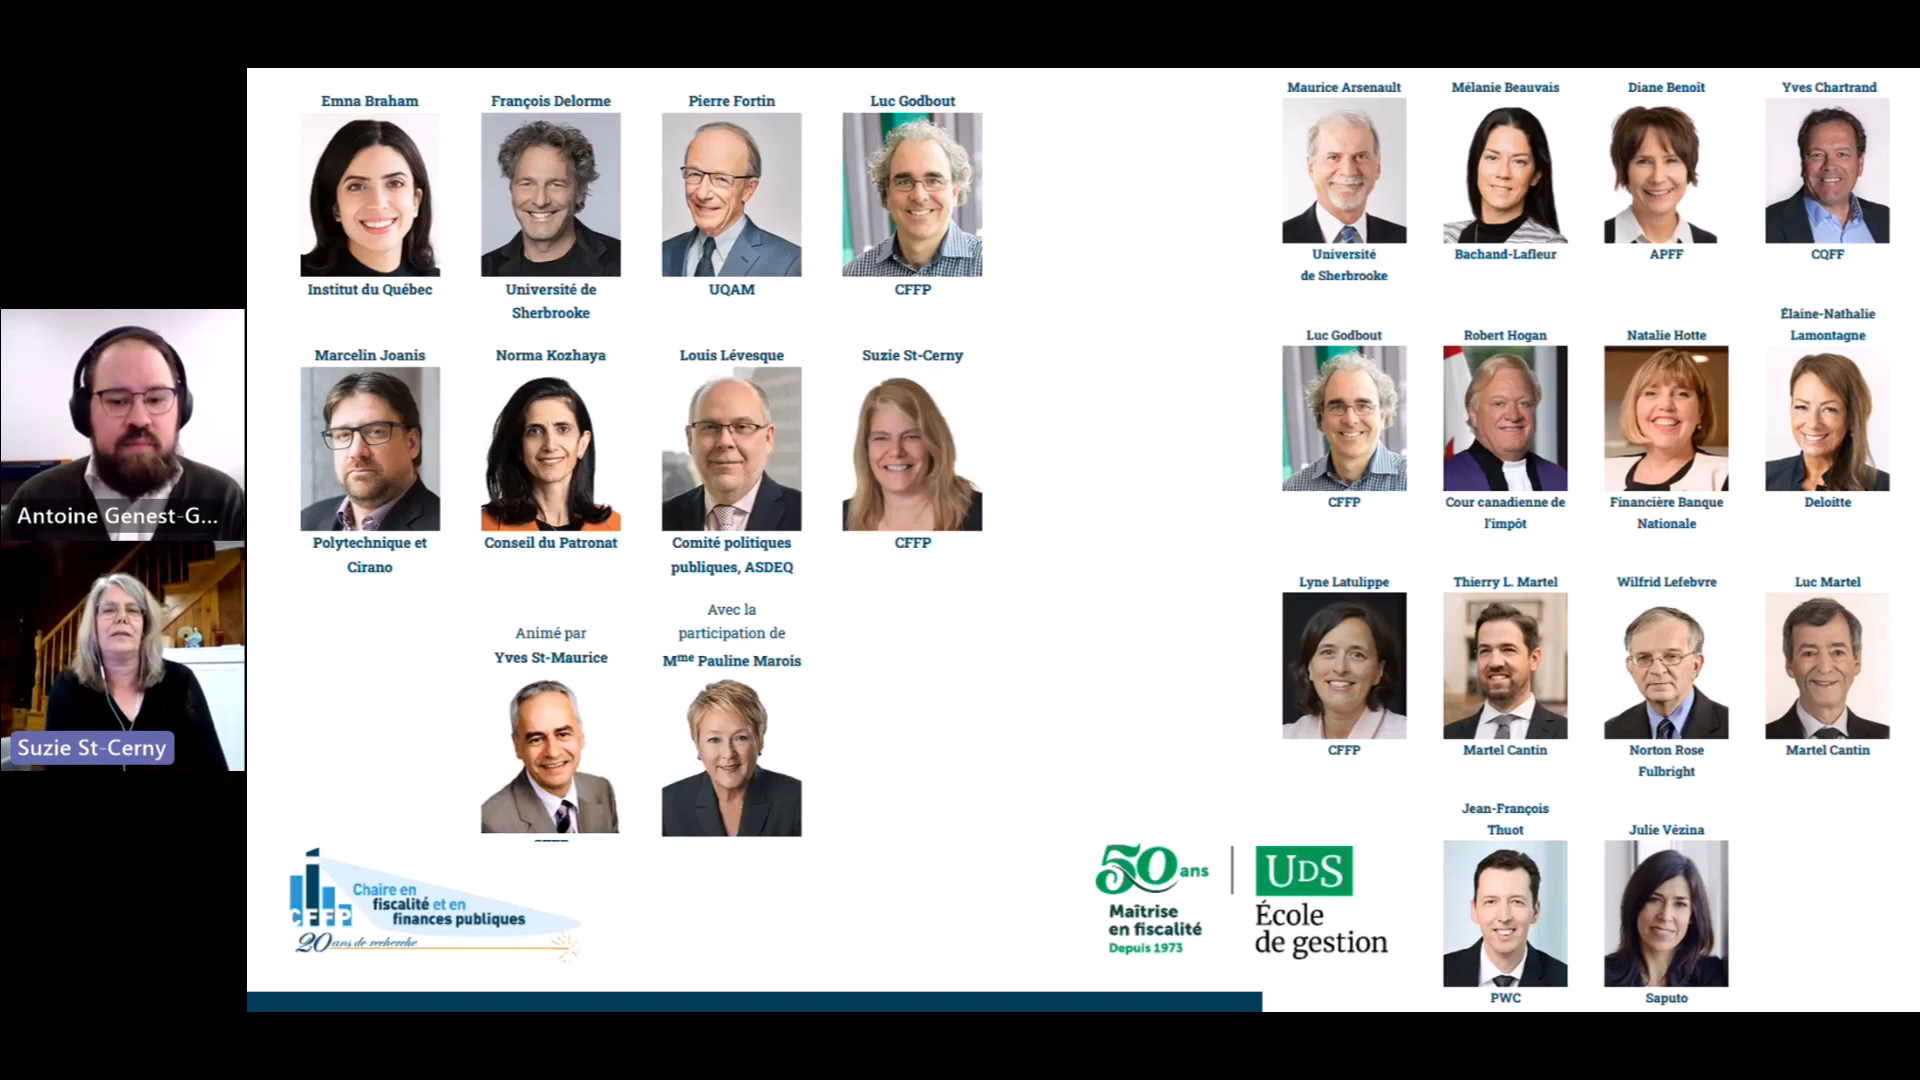 Emna Braham
François Delorme
Pierre Fortin
Luc Godbout
Institut du Québec
Université de
Sherbrooke
UQAM
CFFP
Marcelin Joanis
Norma Kozhaya
Louis Lévesque
Suzie St-Cerny
Polytechnique et
Cirano
Conseil du Patronat
Comité politiques
publiques, ASDEQ
CFFP
Animé par
Yves St-Maurice
Avec la
participation de
Mme Pauline Marois
Maurice Arsenault
Mélanie Beauvais
Diane Benoît
Yves Chartrand
Université
de Sherbrooke
Bachand-Lafleur
APFF
CQFF
Luc Godbout
Robert Hogan
Natalie Hotte
Élaine-Nathalie
Lamontagne
CFFP
Cour canadienne de
l'impôt
Financière Banque
Nationale
Deloitte
Lyne Latulippe
Thierry L. Martel
Wilfrid Lefebvre
Luc Martel
CFFP
Martel Cantin
Norton Rose
Fulbright
Martel Cantin
Jean-François
Thuot
Julie Vézina
PWC
Saputo
Antoine Genest-G...
Suzie St-Cerny
CFFP
Chaire en
fiscalité et en
finances publiques
20 ans de recherche
50 ans
Maîtrise
en fiscalité
Depuis 1973
UDS
École
de gestion